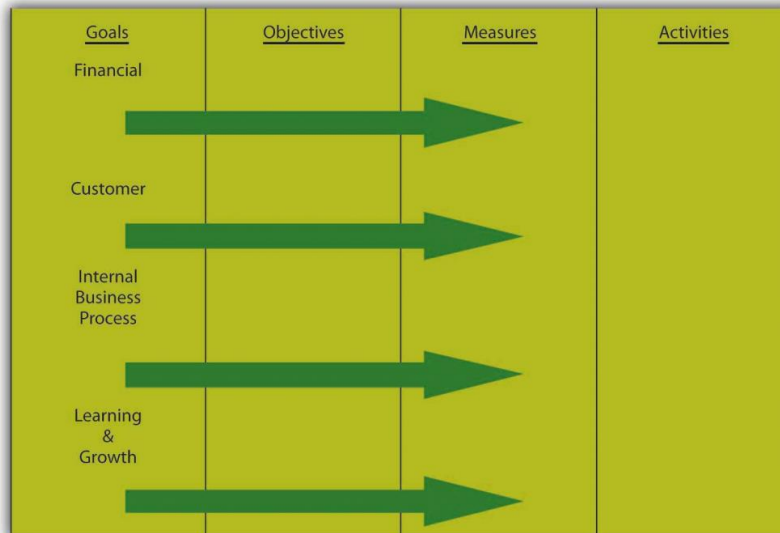 Goals Objectives Measures Activities
Financial
Customer
Internal
Business
Process
Learning
&
Growth